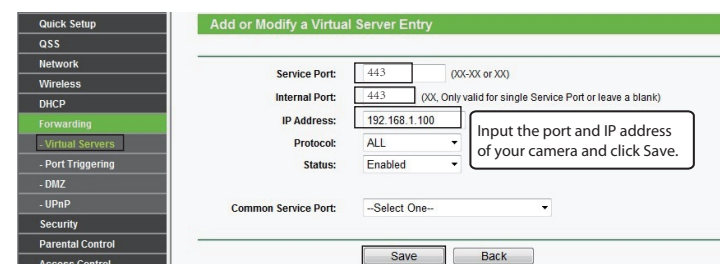 Quick Setup
QSS
Network
Wireless
DHCP
Forwarding
- Virtual Servers
- Port Triggering
- DMZ
- UPnP
Security
Parental Control
Access Control
Add or Modify a Virtual Server Entry
Service Port: 443 (XX-XX or XX)
Internal Port: 443 (XX, Only valid for single Service Port or leave a blank)
IP Address: 192.168.1.100
Protocol: ALL
Status: Enabled
Input the port and IP address
of your camera and click Save.
Common Service Port: --Select One--
Save Back